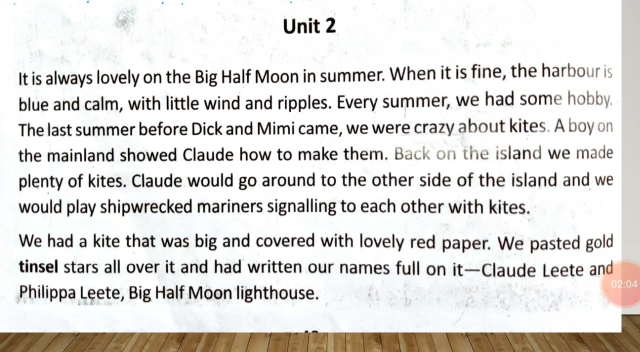 Unit 2
It is always lovely on the Big Half Moon in summer. When it is fine, the harbour is
blue and calm, with little wind and ripples. Every summer, we had some hobby.
The last summer before Dick and Mimi came, we were crazy about kites. A boy on
the mainland showed Claude how to make them. Back on the island we made
plenty of kites. Claude would go around to the other side of the island and we
would play shipwrecked mariners signalling to each other with kites.
We had a kite that was big and covered with lovely red paper. We pasted gold
tinsel stars all over it and had written our names full on it—Claude Leete and
Philippa Leete, Big Half Moon lighthouse.
02:04